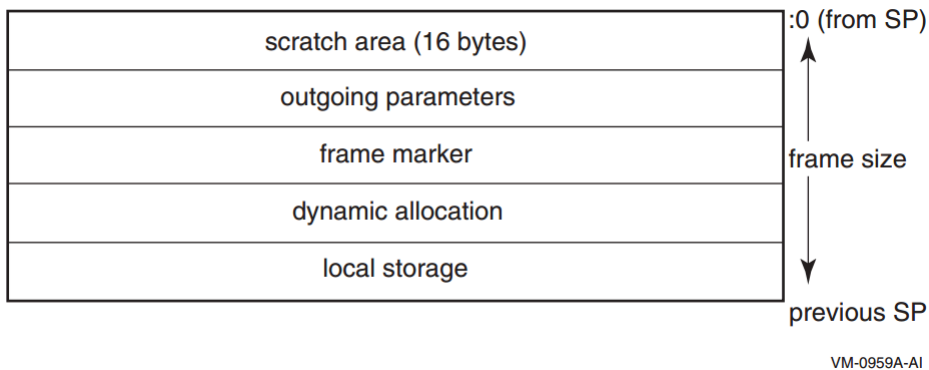 :0 (from SP)
scratch area (16 bytes)
outgoing parameters
frame marker
frame size
dynamic allocation
local storage
previous SP
VM-0959A-AI